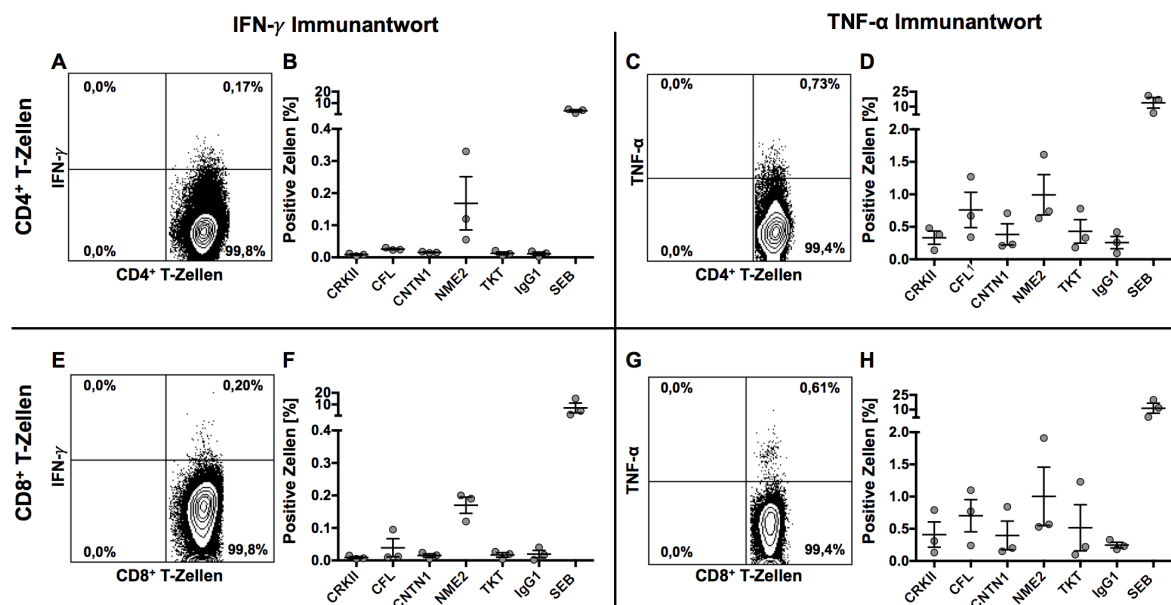 IFN-γ Immunantwort
TNF-α Immunantwort
CD4⁺ T-Zellen
A
IFN-γ
0,0%
0,17%
0,0%
99,8%
CD4⁺ T-Zellen
B
Positive Zellen [%]
20
10
0.4
0.3
0.2
0.1
0.0
CRKII
CFL
CNTN1
NME2
TKT
IgG1
SEB
C
TNF-α
0,0%
0,73%
0,0%
99,4%
CD4⁺ T-Zellen
D
Positive Zellen [%]
25
10
2.0
1.5
1.0
0.5
0.0
CRKII
CFL¹
CNTN1
NME2
TKT
IgG1
SEB
CD8⁺ T-Zellen
E
IFN-γ
0,0%
0,20%
0,0%
99,8%
CD8⁺ T-Zellen
F
Positive Zellen [%]
20
10
0.4
0.3
0.2
0.1
0.0
CRKII
CFL
CNTN1
NME2
TKT
IgG1
SEB
G
TNF-α
0,0%
0,61%
0,0%
99,4%
CD8⁺ T-Zellen
H
Positive Zellen [%]
25
10
2.0
1.5
1.0
0.5
0.0
CRKII
CFL
CNTN1
NME2
TKT
IgG1
SEB